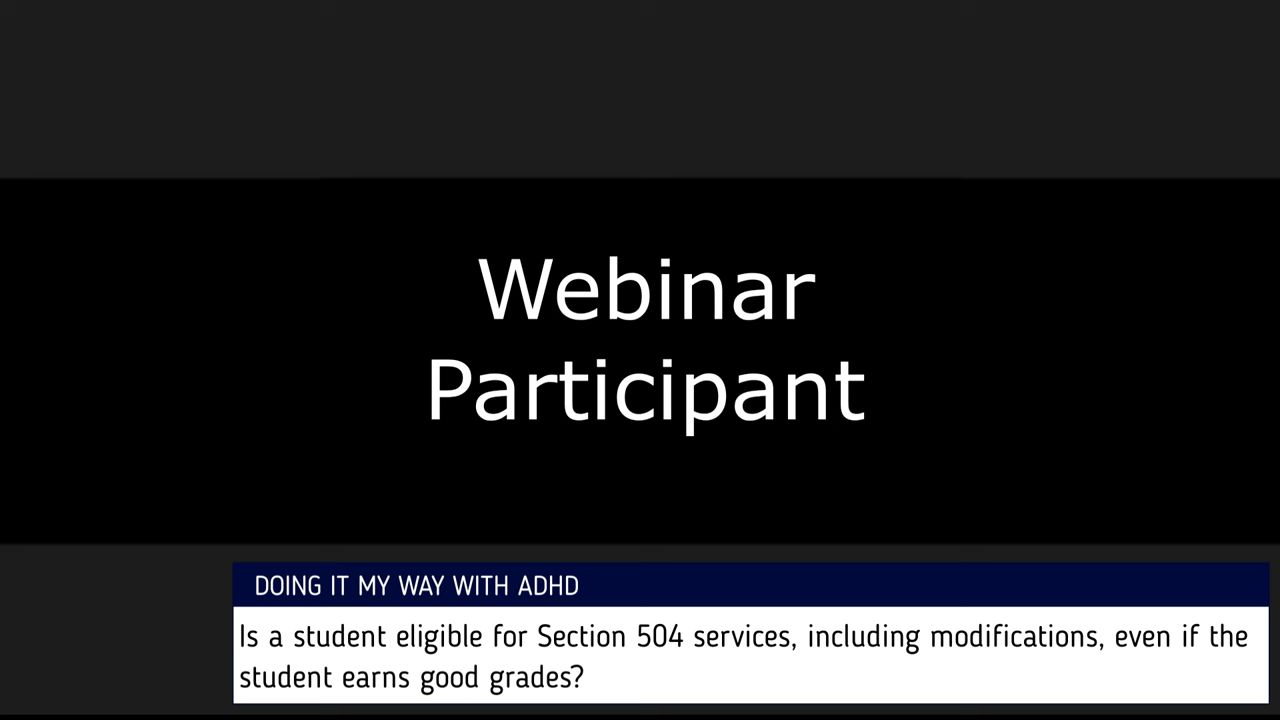 Webinar
Participant
DOING IT MY WAY WITH ADHD
Is a student eligible for Section 504 services, including modifications, even if the
student earns good grades?